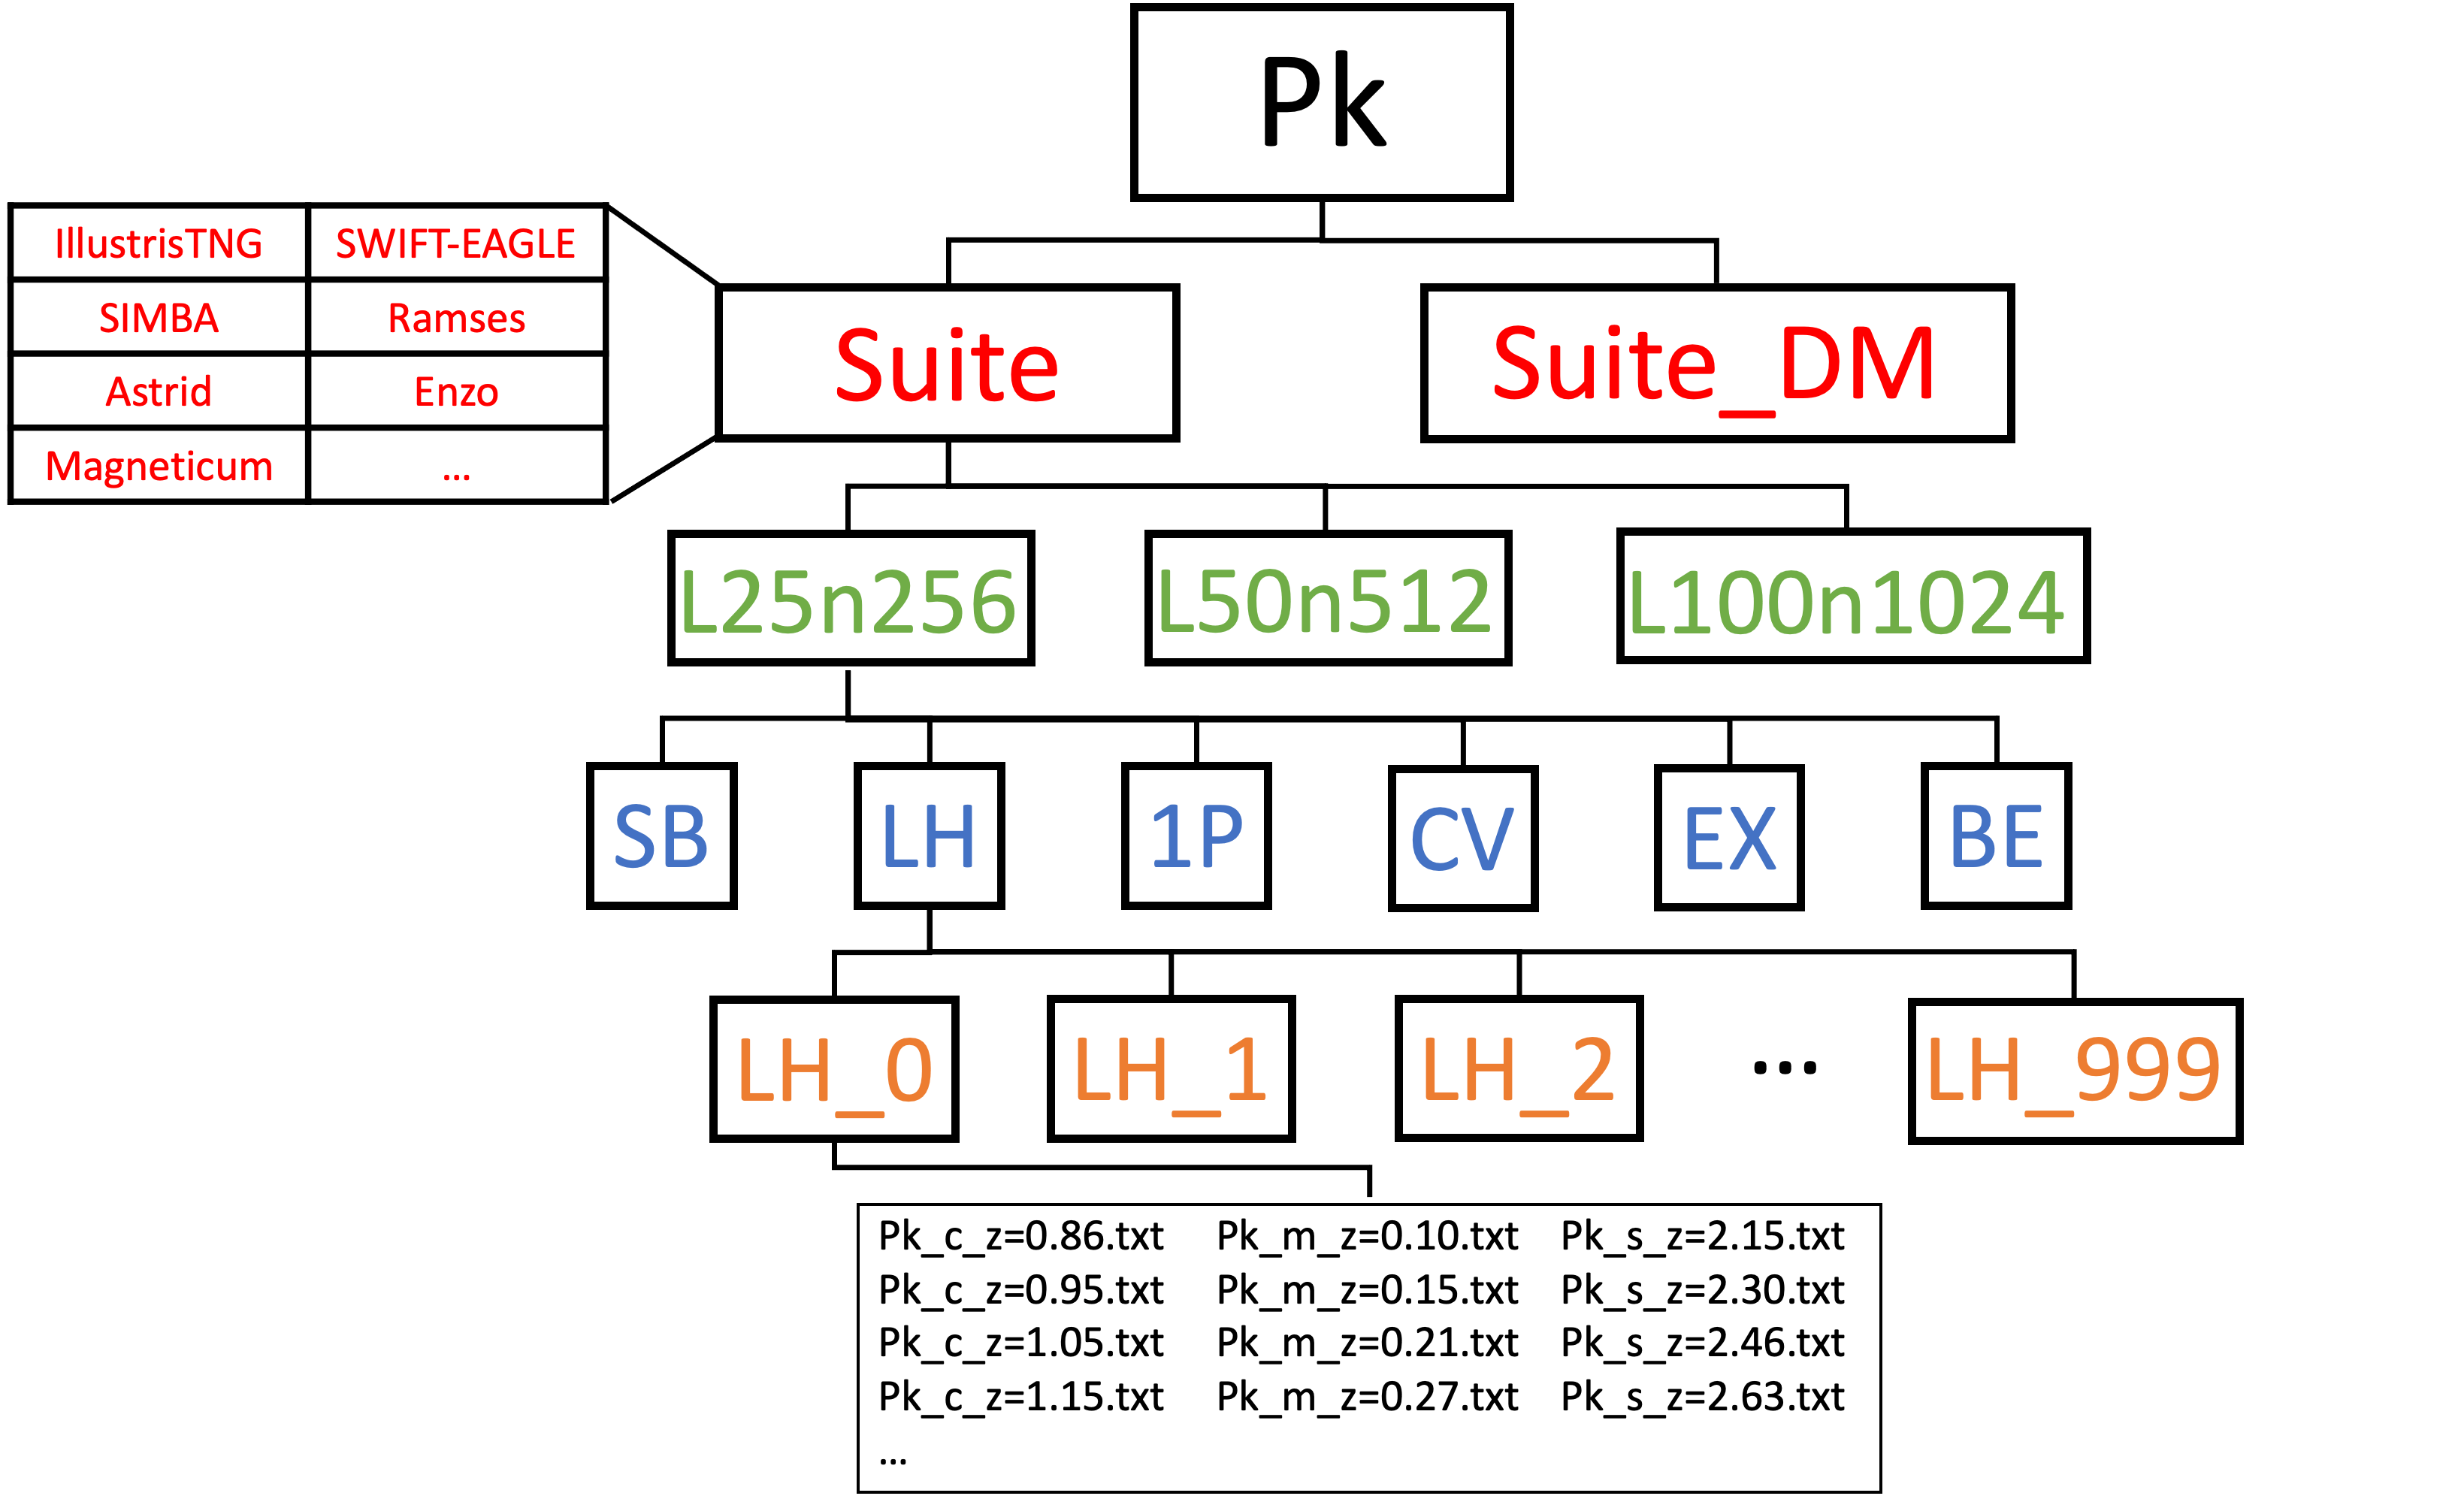 Pk
IllustrisTNG SWIFT-EAGLE
SIMBA Ramses
Astrid Enzo
Magneticum ...
Suite Suite_DM
L25n256 L50n512 L100n1024
SB LH 1P CV EX BE
LH_0 LH_1 LH_2 ... LH_999
Pk_c_z=0.86.txt Pk_m_z=0.10.txt Pk_s_z=2.15.txt
Pk_c_z=0.95.txt Pk_m_z=0.15.txt Pk_s_z=2.30.txt
Pk_c_z=1.05.txt Pk_m_z=0.21.txt Pk_s_z=2.46.txt
Pk_c_z=1.15.txt Pk_m_z=0.27.txt Pk_s_z=2.63.txt
...